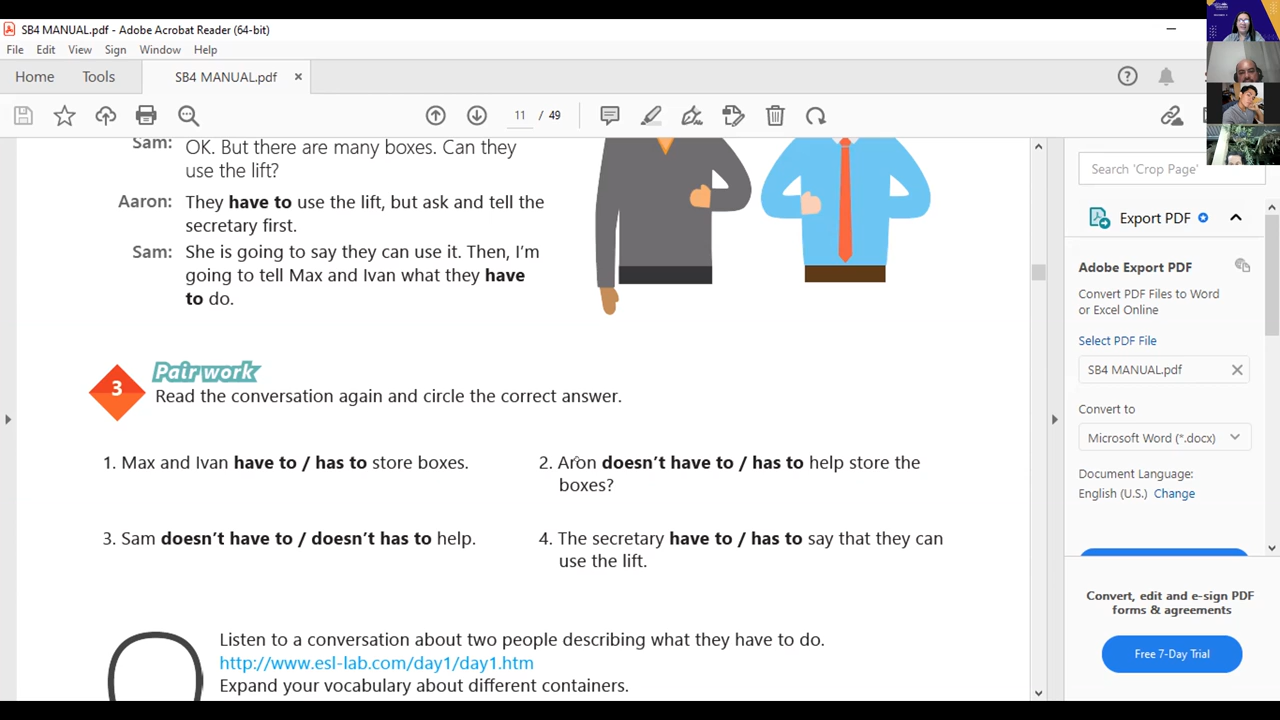 SB4 MANUAL.pdf - Adobe Acrobat Reader (64-bit)
File Edit View Sign Window Help
Home Tools SB4 MANUAL.pdf ×
11 / 49
Sam: OK. But there are many boxes. Can they
use the lift?
Aaron: They have to use the lift, but ask and tell the
secretary first.
Sam: She is going to say they can use it. Then, I'm
going to tell Max and Ivan what they have
to do.
3
Pair work
Read the conversation again and circle the correct answer.
1. Max and Ivan have to / has to store boxes.
2. Aron doesn't have to / has to help store the
boxes?
3. Sam doesn't have to / doesn't has to help.
4. The secretary have to / has to say that they can
use the lift.
Listen to a conversation about two people describing what they have to do.
http://www.esl-lab.com/day1/day1.htm
Expand your vocabulary about different containers.
Search 'Crop Page'
Export PDF
Adobe Export PDF
Convert PDF Files to Word
or Excel Online
Select PDF File
SB4 MANUAL.pdf
Convert to
Microsoft Word (*.docx)
Document Language:
English (U.S.) Change
Convert, edit and e-sign PDF
forms & agreements
Free 7-Day Trial